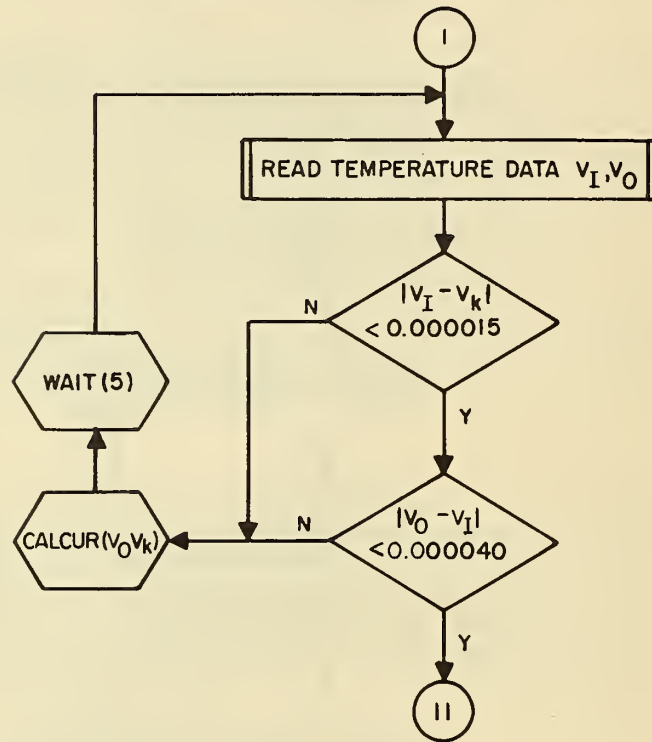 I
READ TEMPERATURE DATA V_I,V_O
|V_I – V_k|
< 0.000015
N
Y
WAIT (5)
|V_O – V_I|
< 0.000040
N
CALCUR(V_OV_k)
Y
II